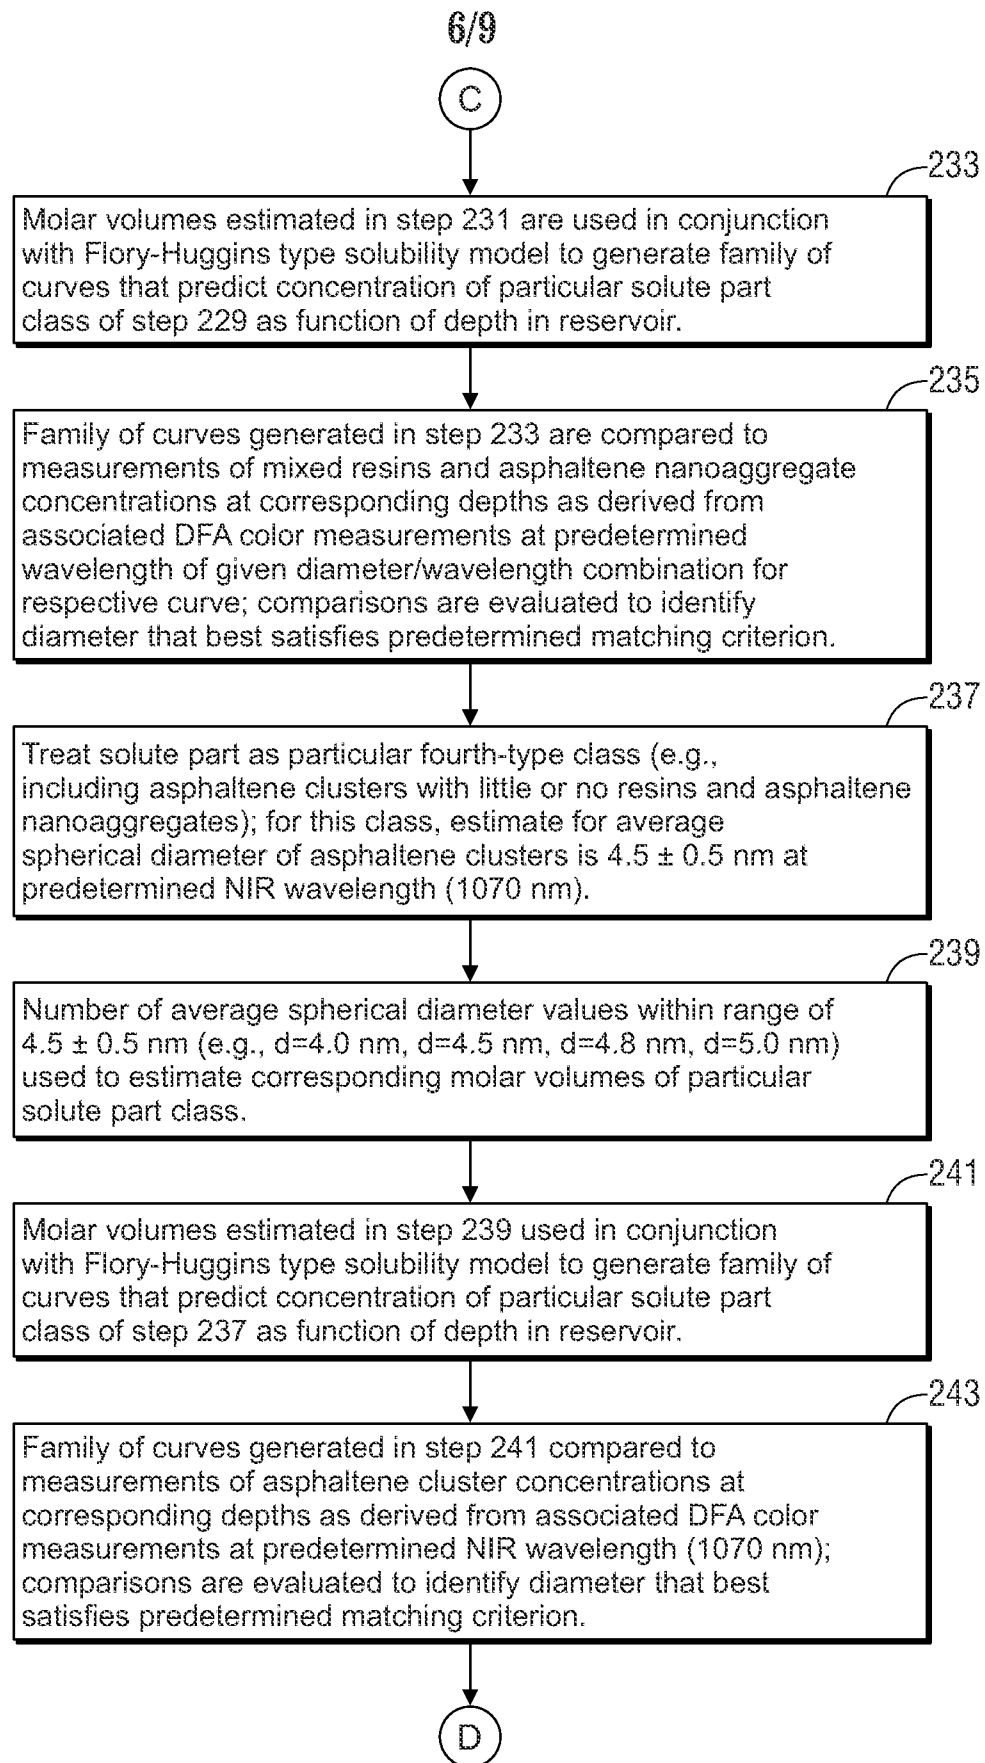 6/9
C
233
Molar volumes estimated in step 231 are used in conjunction
with Flory-Huggins type solubility model to generate family of
curves that predict concentration of particular solute part
class of step 229 as function of depth in reservoir.
235
Family of curves generated in step 233 are compared to
measurements of mixed resins and asphaltene nanoaggregate
concentrations at corresponding depths as derived from
associated DFA color measurements at predetermined
wavelength of given diameter/wavelength combination for
respective curve; comparisons are evaluated to identify
diameter that best satisfies predetermined matching criterion.
237
Treat solute part as particular fourth-type class (e.g.,
including asphaltene clusters with little or no resins and asphaltene
nanoaggregates); for this class, estimate for average
spherical diameter of asphaltene clusters is 4.5 ± 0.5 nm at
predetermined NIR wavelength (1070 nm).
239
Number of average spherical diameter values within range of
4.5 ± 0.5 nm (e.g., d=4.0 nm, d=4.5 nm, d=4.8 nm, d=5.0 nm)
used to estimate corresponding molar volumes of particular
solute part class.
241
Molar volumes estimated in step 239 used in conjunction
with Flory-Huggins type solubility model to generate family of
curves that predict concentration of particular solute part
class of step 237 as function of depth in reservoir.
243
Family of curves generated in step 241 compared to
measurements of asphaltene cluster concentrations at
corresponding depths as derived from associated DFA color
measurements at predetermined NIR wavelength (1070 nm);
comparisons are evaluated to identify diameter that best
satisfies predetermined matching criterion.
D